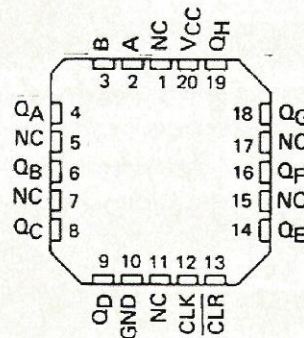 B A NC VCC QH
3 2 1 20 19
QA 4 18 QG
NC 5 17 NC
QB 6 16 QF
NC 7 15 NC
QC 8 14 QE
9 10 11 12 13
QD GND NC CLK CLR